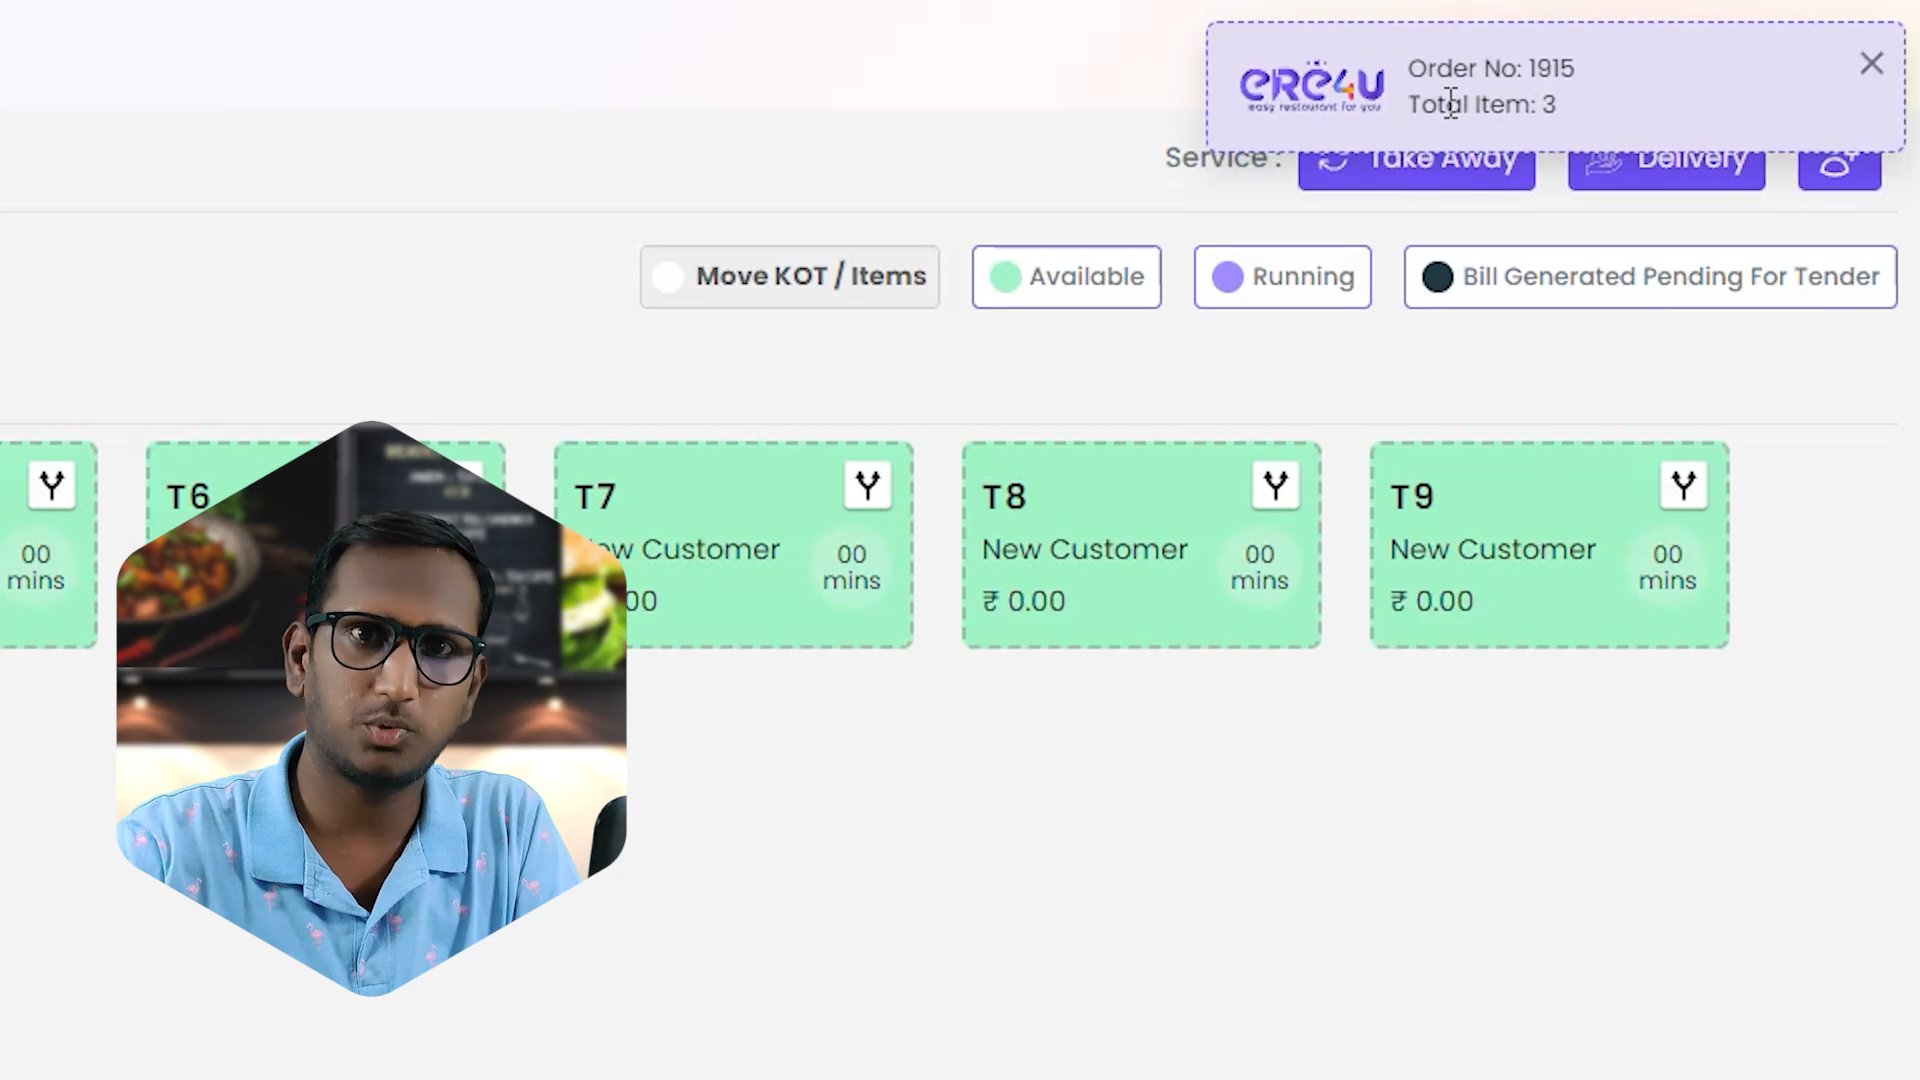 ere4u
easy restaurant for you
Order No: 1915
Total Item: 3
Service :
Take Away
Delivery
Move KOT / Items
Available
Running
Bill Generated Pending For Tender
00
mins
T6
T7
New Customer
00
00
mins
T8
New Customer
₹ 0.00
00
mins
T9
New Customer
₹ 0.00
00
mins